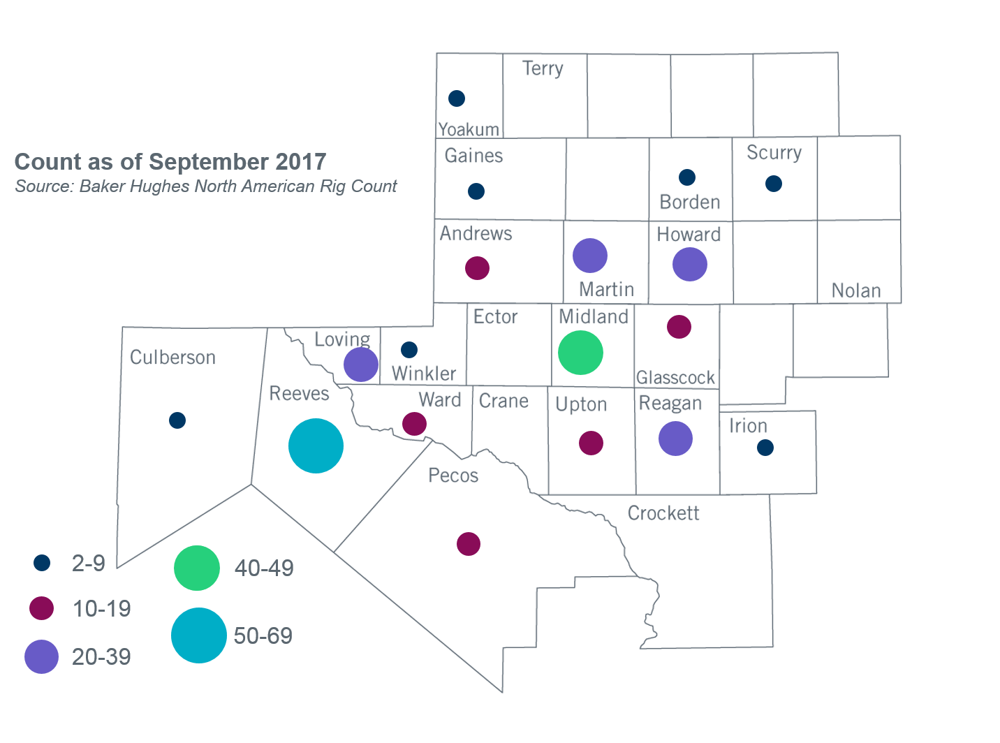 Terry
Yoakum
Count as of September 2017
Source: Baker Hughes North American Rig Count
Gaines
Scurry
Borden
Andrews
Howard
Martin
Nolan
Ector
Midland
Loving
Culberson
Winkler
Glasscock
Reeves
Ward
Crane
Upton
Reagan
Irion
Pecos
Crockett
2-9
40-49
10-19
50-69
20-39